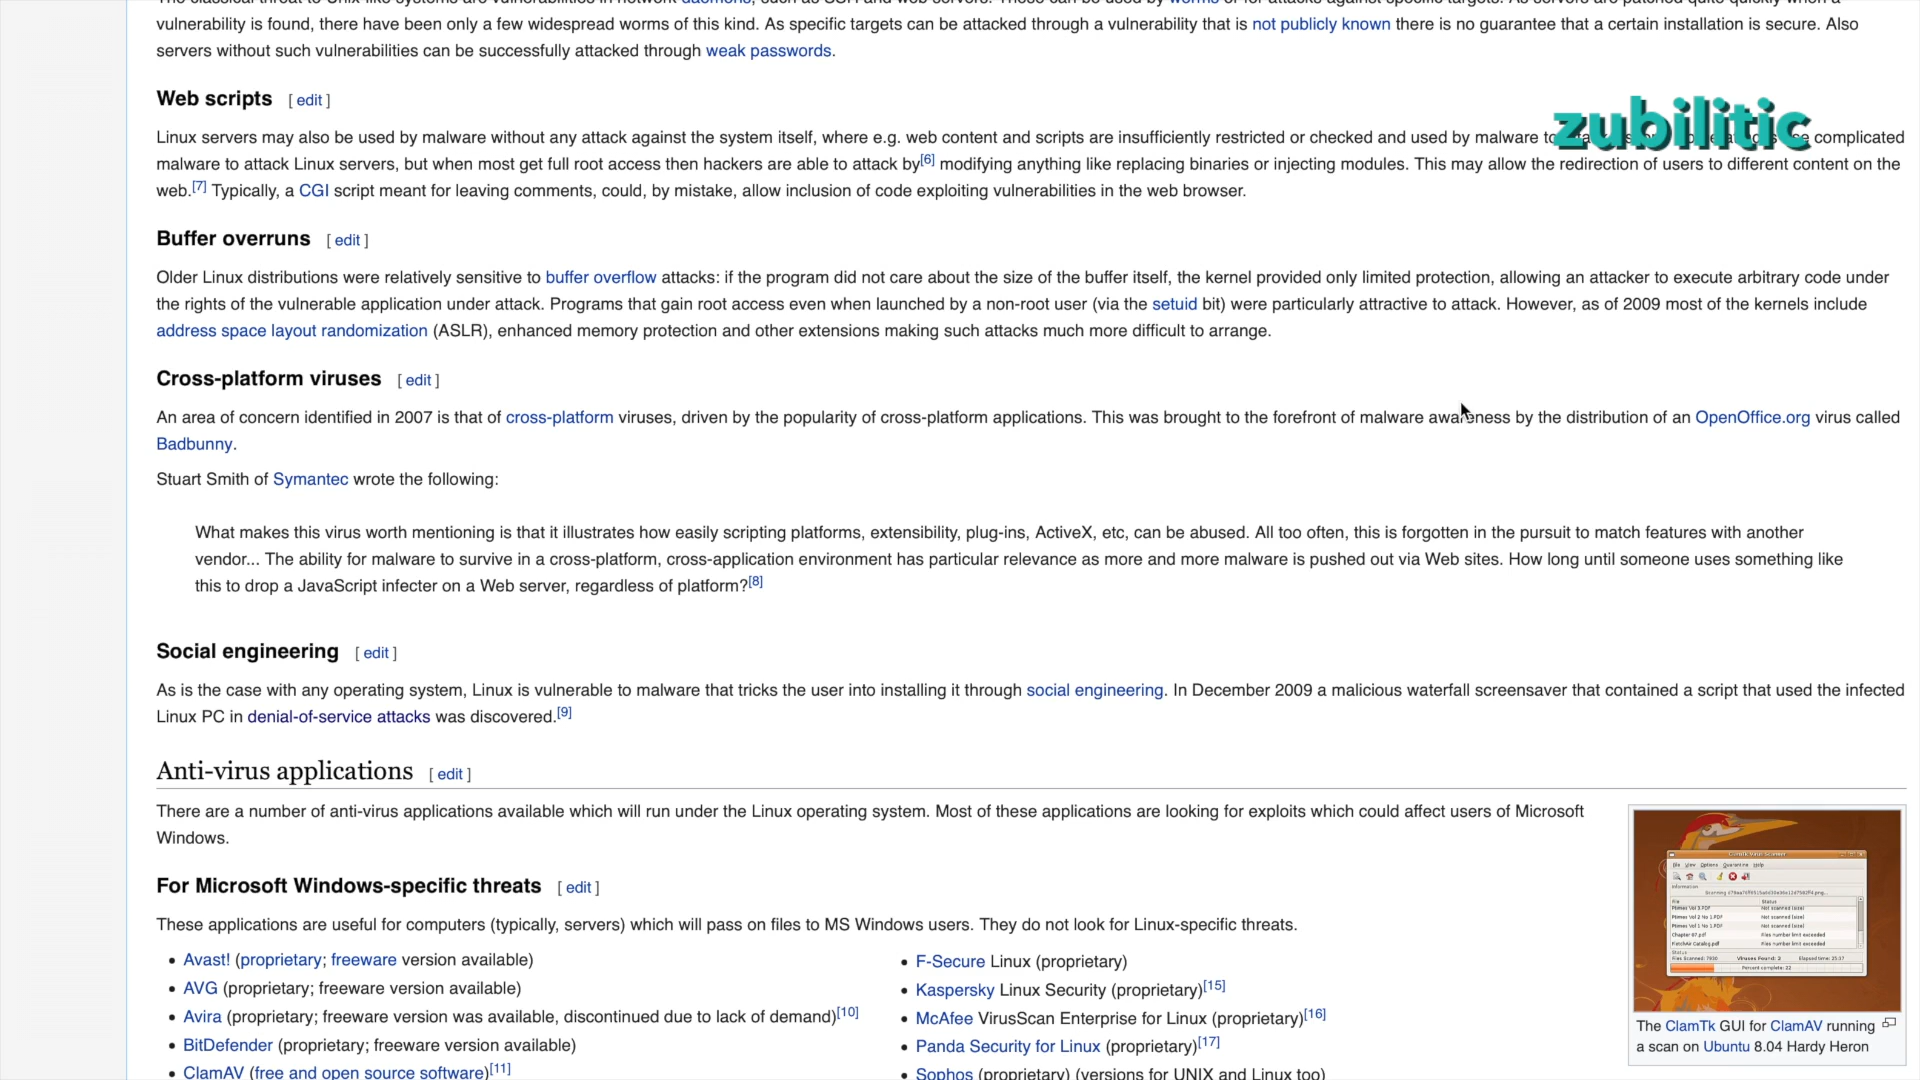 vulnerability is found, there have been only a few widespread worms of this kind. As specific targets can be attacked through a vulnerability that is not publicly known there is no guarantee that a certain installation is secure. Also
servers without such vulnerabilities can be successfully attacked through weak passwords.
Web scripts [ edit ]
zubilitic
Linux servers may also be used by malware without any attack against the system itself, where e.g. web content and scripts are insufficiently restricted or checked and used by malware to complicated
malware to attack Linux servers, but when most get full root access then hackers are able to attack by[6] modifying anything like replacing binaries or injecting modules. This may allow the redirection of users to different content on the
web.[7] Typically, a CGI script meant for leaving comments, could, by mistake, allow inclusion of code exploiting vulnerabilities in the web browser.
Buffer overruns [ edit ]
Older Linux distributions were relatively sensitive to buffer overflow attacks: if the program did not care about the size of the buffer itself, the kernel provided only limited protection, allowing an attacker to execute arbitrary code under
the rights of the vulnerable application under attack. Programs that gain root access even when launched by a non-root user (via the setuid bit) were particularly attractive to attack. However, as of 2009 most of the kernels include
address space layout randomization (ASLR), enhanced memory protection and other extensions making such attacks much more difficult to arrange.
Cross-platform viruses [ edit ]
An area of concern identified in 2007 is that of cross-platform viruses, driven by the popularity of cross-platform applications. This was brought to the forefront of malware awareness by the distribution of an OpenOffice.org virus called
Badbunny.
Stuart Smith of Symantec wrote the following:
What makes this virus worth mentioning is that it illustrates how easily scripting platforms, extensibility, plug-ins, ActiveX, etc, can be abused. All too often, this is forgotten in the pursuit to match features with another
vendor... The ability for malware to survive in a cross-platform, cross-application environment has particular relevance as more and more malware is pushed out via Web sites. How long until someone uses something like
this to drop a JavaScript infecter on a Web server, regardless of platform?[8]
Social engineering [ edit ]
As is the case with any operating system, Linux is vulnerable to malware that tricks the user into installing it through social engineering. In December 2009 a malicious waterfall screensaver that contained a script that used the infected
Linux PC in denial-of-service attacks was discovered.[9]
Anti-virus applications [ edit ]
There are a number of anti-virus applications available which will run under the Linux operating system. Most of these applications are looking for exploits which could affect users of Microsoft
Windows.
For Microsoft Windows-specific threats [ edit ]
These applications are useful for computers (typically, servers) which will pass on files to MS Windows users. They do not look for Linux-specific threats.
• Avast! (proprietary; freeware version available)
• AVG (proprietary; freeware version available)
• Avira (proprietary; freeware version was available, discontinued due to lack of demand)[10]
• BitDefender (proprietary; freeware version available)
• ClamAV (free and open source software)[11]
• F-Secure Linux (proprietary)
• Kaspersky Linux Security (proprietary)[15]
• McAfee VirusScan Enterprise for Linux (proprietary)[16]
• Panda Security for Linux (proprietary)[17]
• Sophos (proprietary) (versions for UNIX and Linux too)
The ClamTk GUI for ClamAV running
a scan on Ubuntu 8.04 Hardy Heron